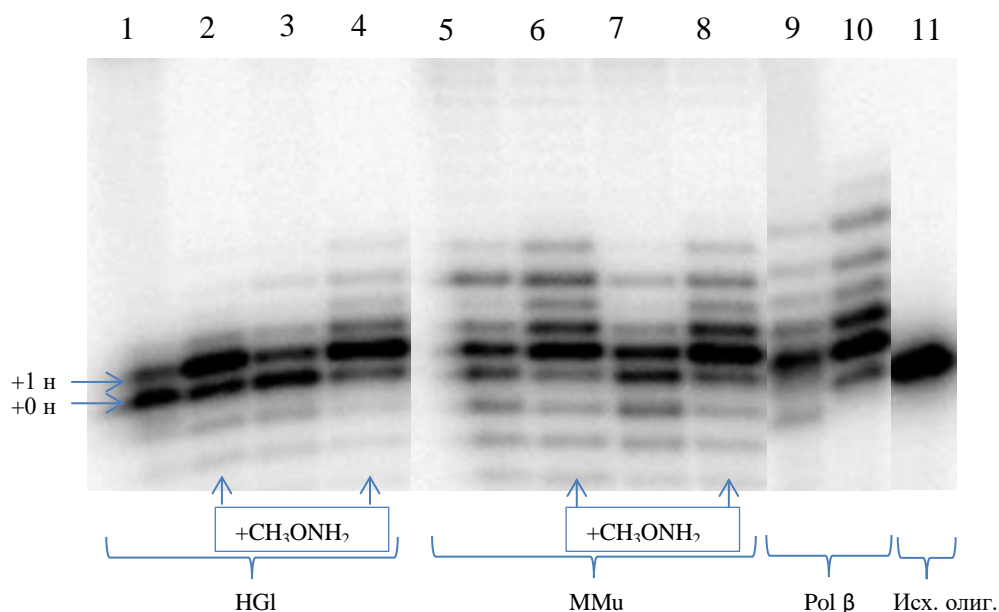 1 2 3 4 5 6 7 8 9 10 11
+1 н
+0 н
+CH₃ONH₂ +CH₃ONH₂
HGl MMu Pol β Исх. олиг.